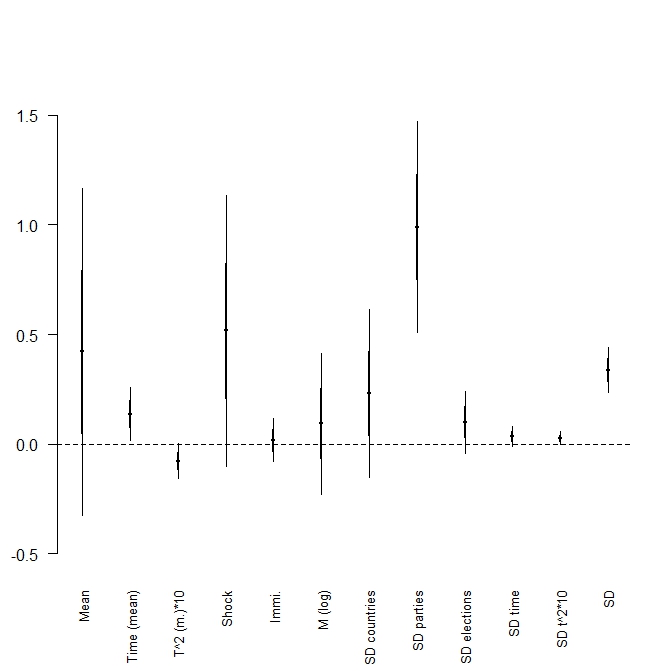 1.5
1.0
0.5
0.0
-0.5
Mean
Time (mean)
T^2 (m.)*10
Shock
Immi.
M (log)
SD countries
SD parties
SD elections
SD time
SD t^2*10
SD